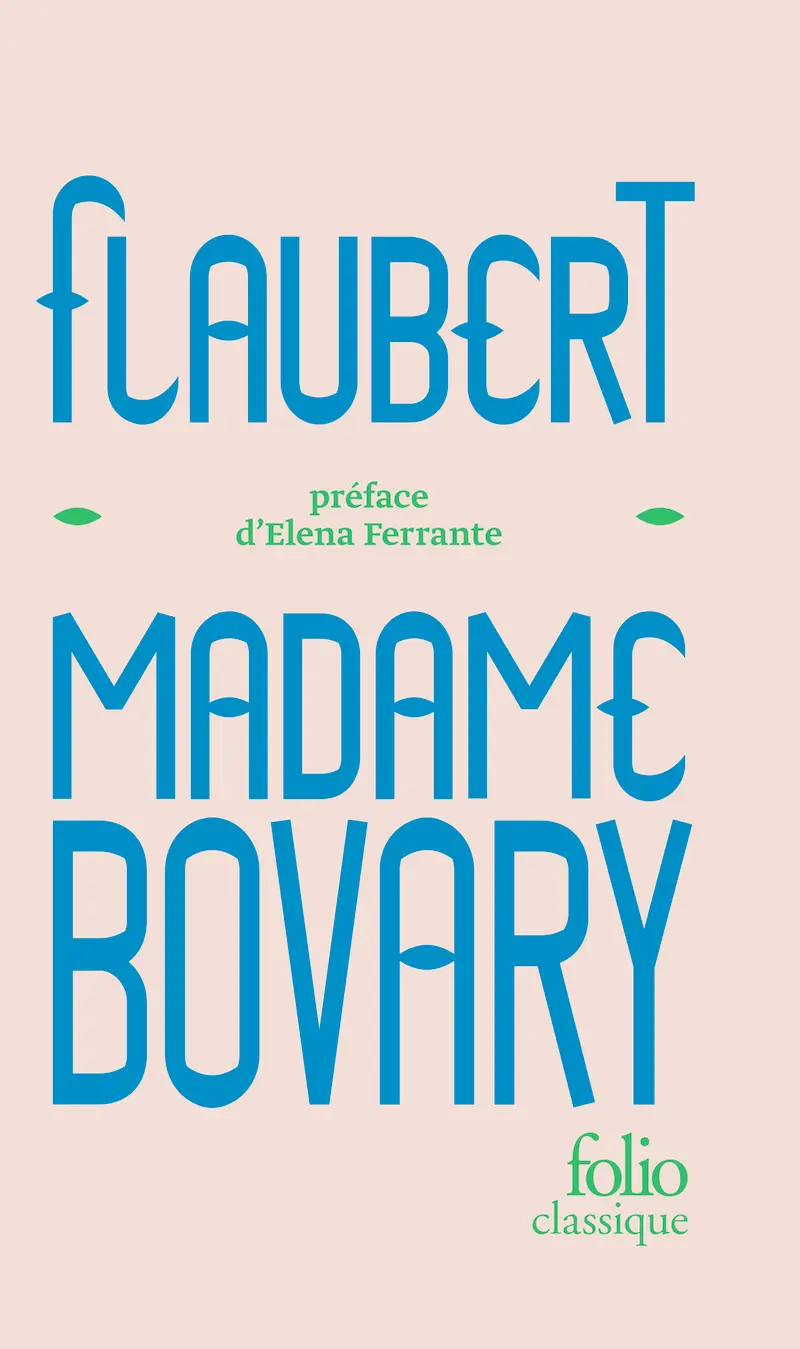 fLAUBERT
préface
d’Elena Ferrante
MADAME
BOVARY
folio
classique